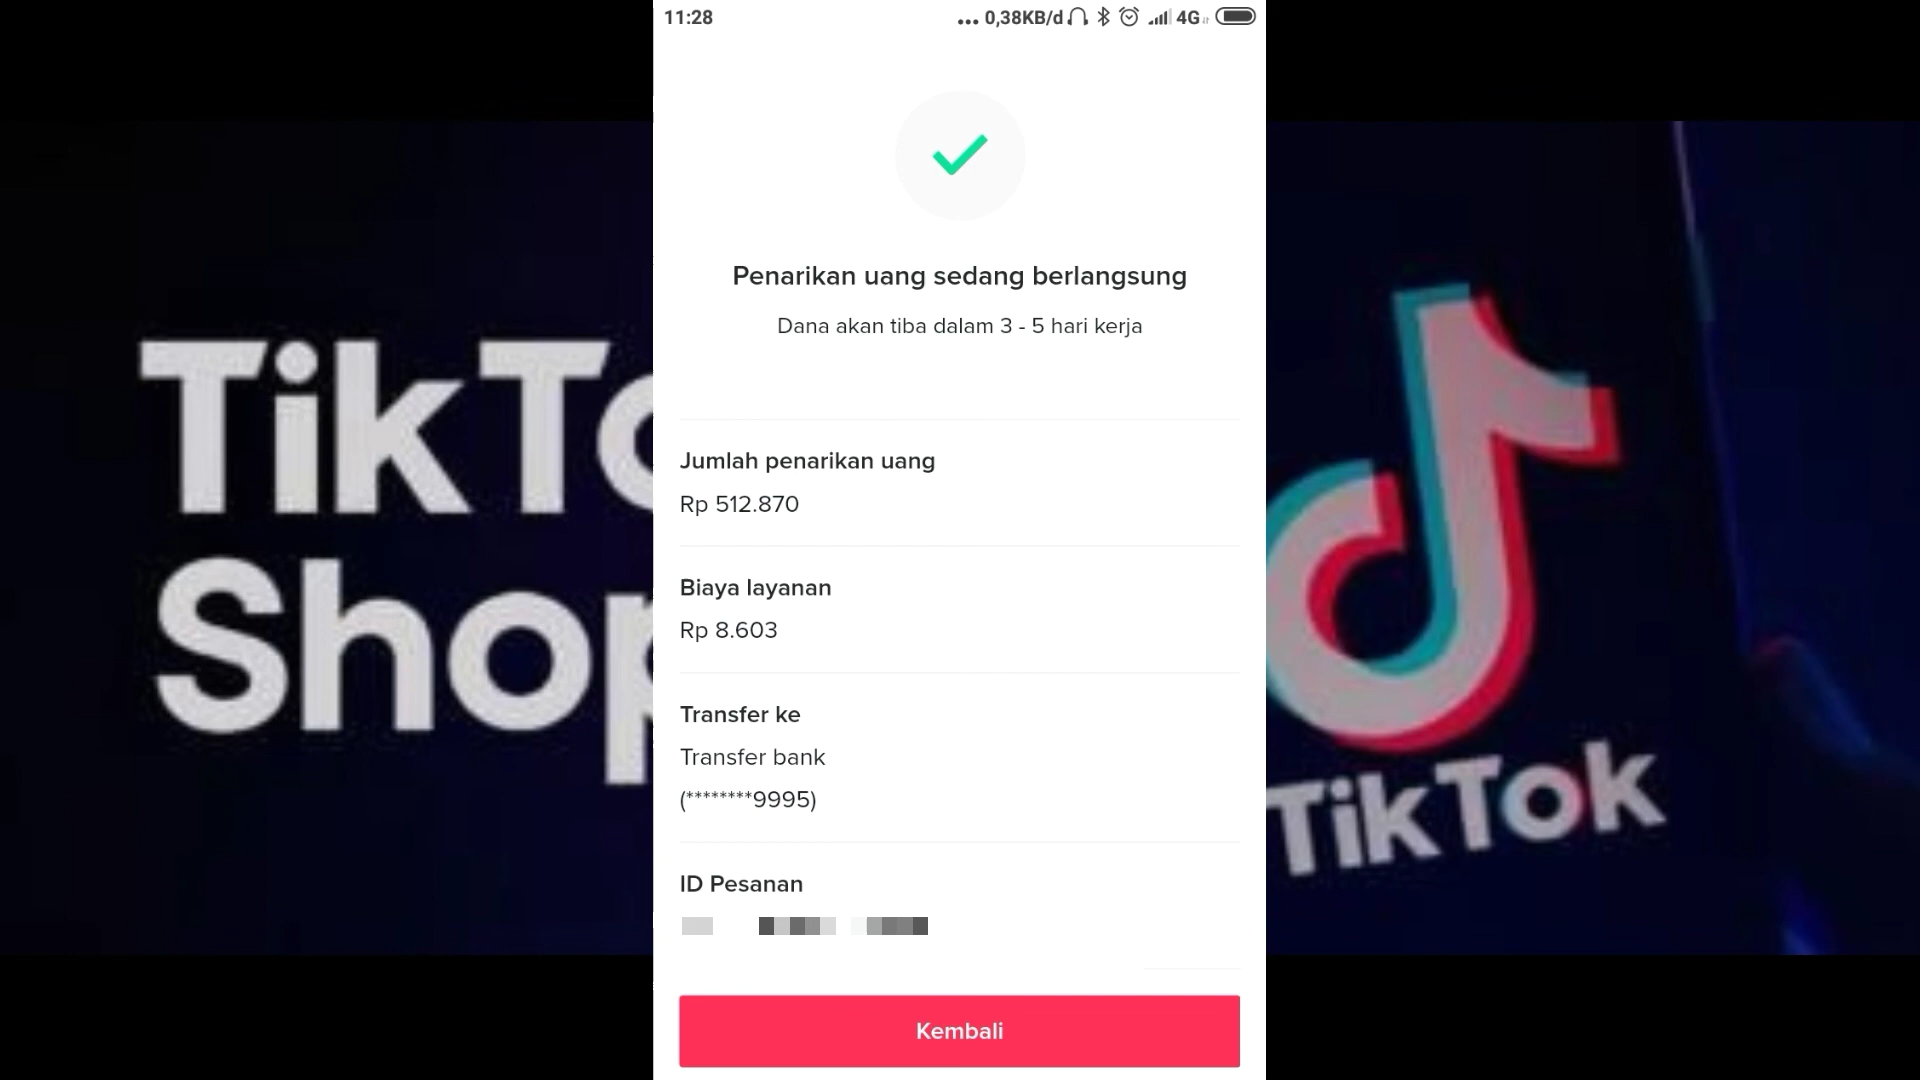 11:28
... 0,38KB/d 4G
Penarikan uang sedang berlangsung
Dana akan tiba dalam 3 - 5 hari kerja
Jumlah penarikan uang
Rp 512.870
Biaya layanan
Rp 8.603
Transfer ke
Transfer bank
(********9995)
ID Pesanan
Kembali
TikTo
Shop
TikTok